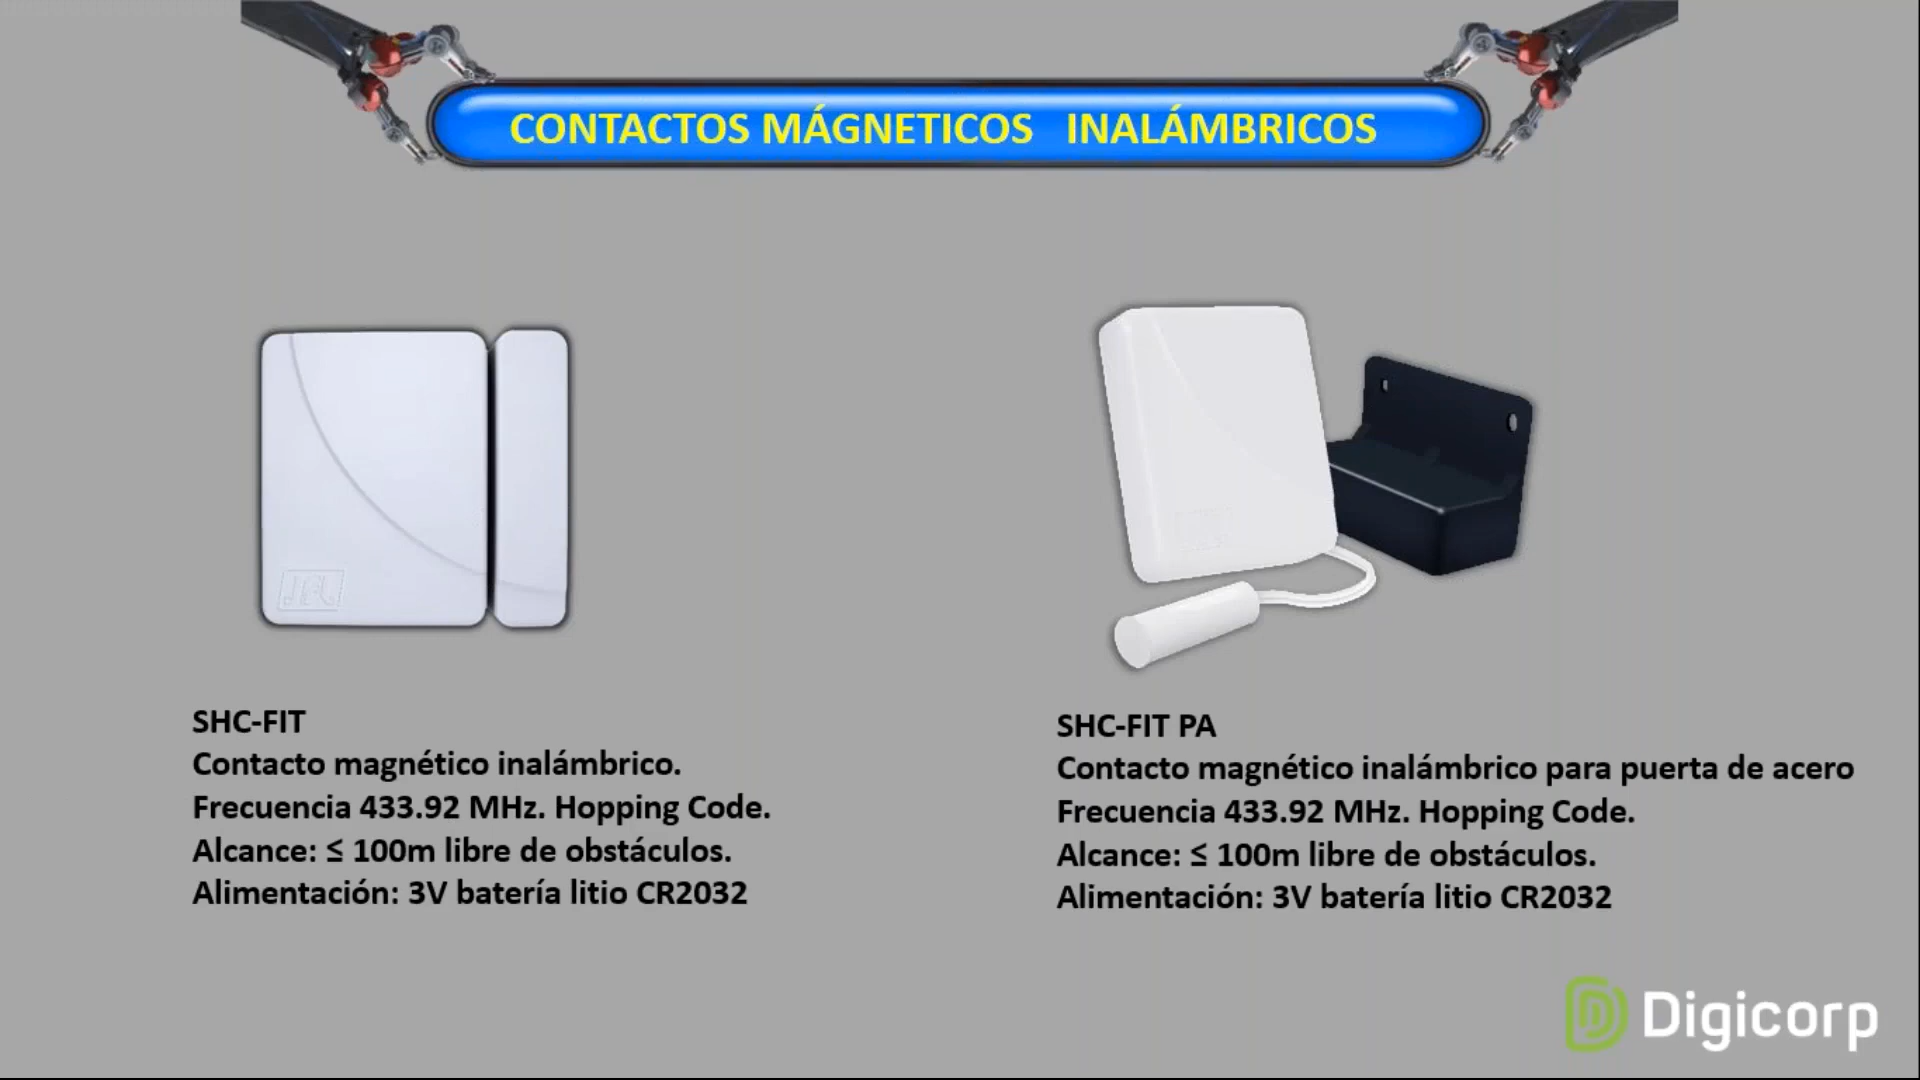 CONTACTOS MÁGNETICOS INALÁMBRICOS
JFL
SHC-FIT
Contacto magnético inalámbrico.
Frecuencia 433.92 MHz. Hopping Code.
Alcance: ≤ 100m libre de obstáculos.
Alimentación: 3V batería litio CR2032
SHC-FIT PA
Contacto magnético inalámbrico para puerta de acero
Frecuencia 433.92 MHz. Hopping Code.
Alcance: ≤ 100m libre de obstáculos.
Alimentación: 3V batería litio CR2032
Digicorp